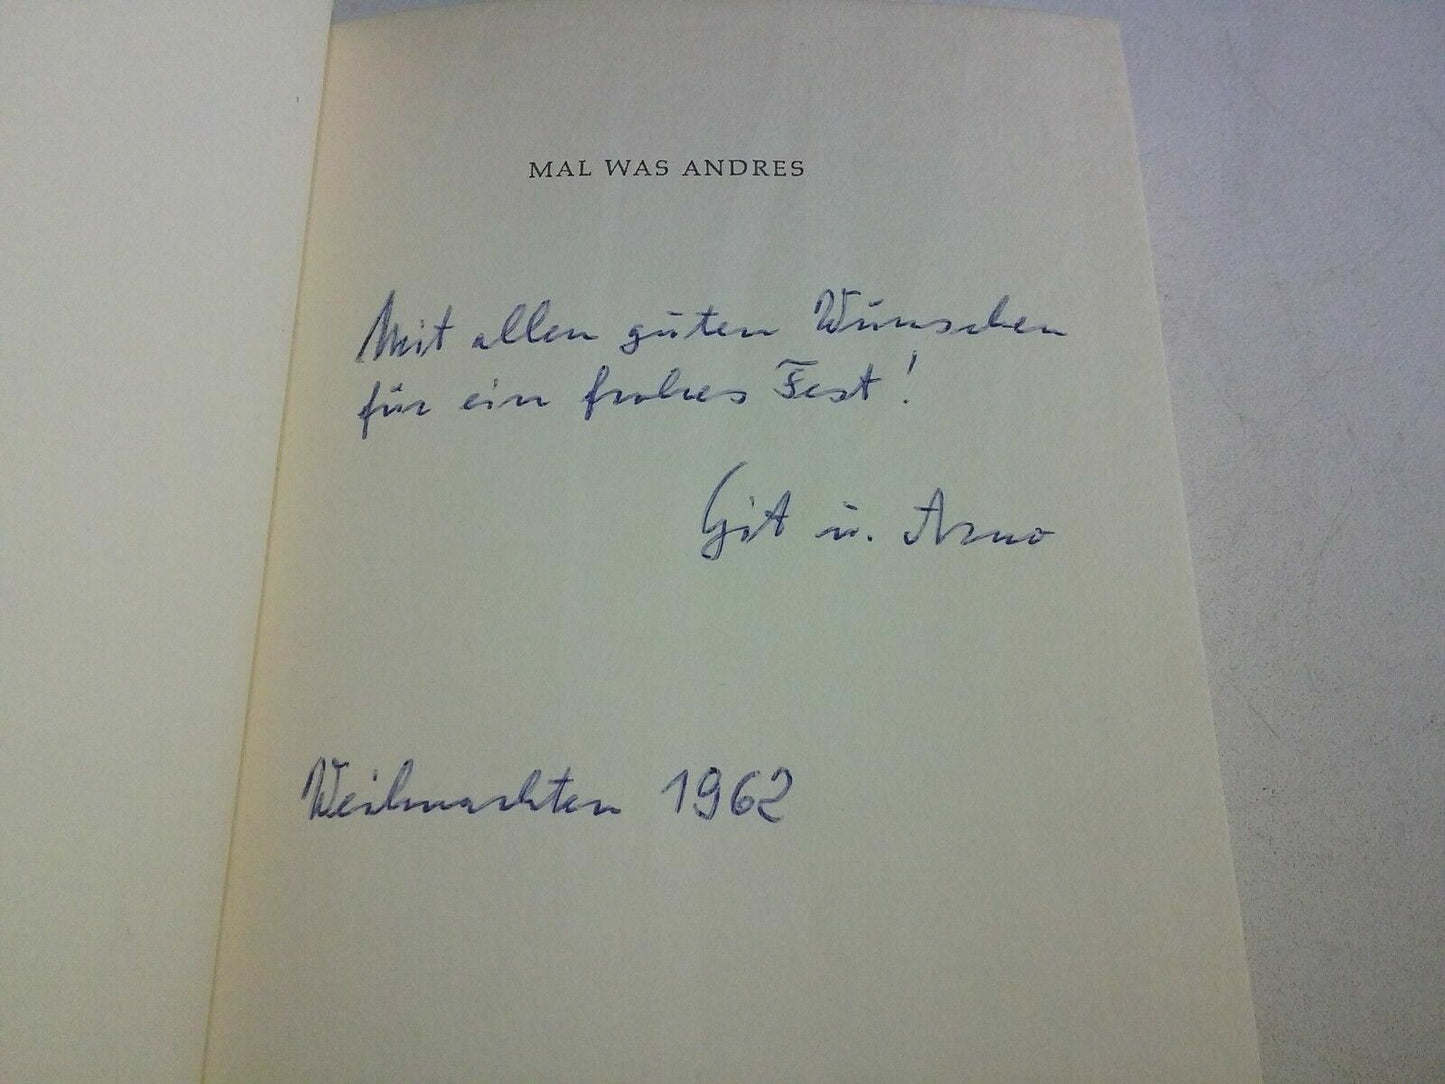 MAL WAS ANDRES
Mit allen guten Wünschen
für ein frohes Fest!
Git u. Arno
Weihnachten 1962